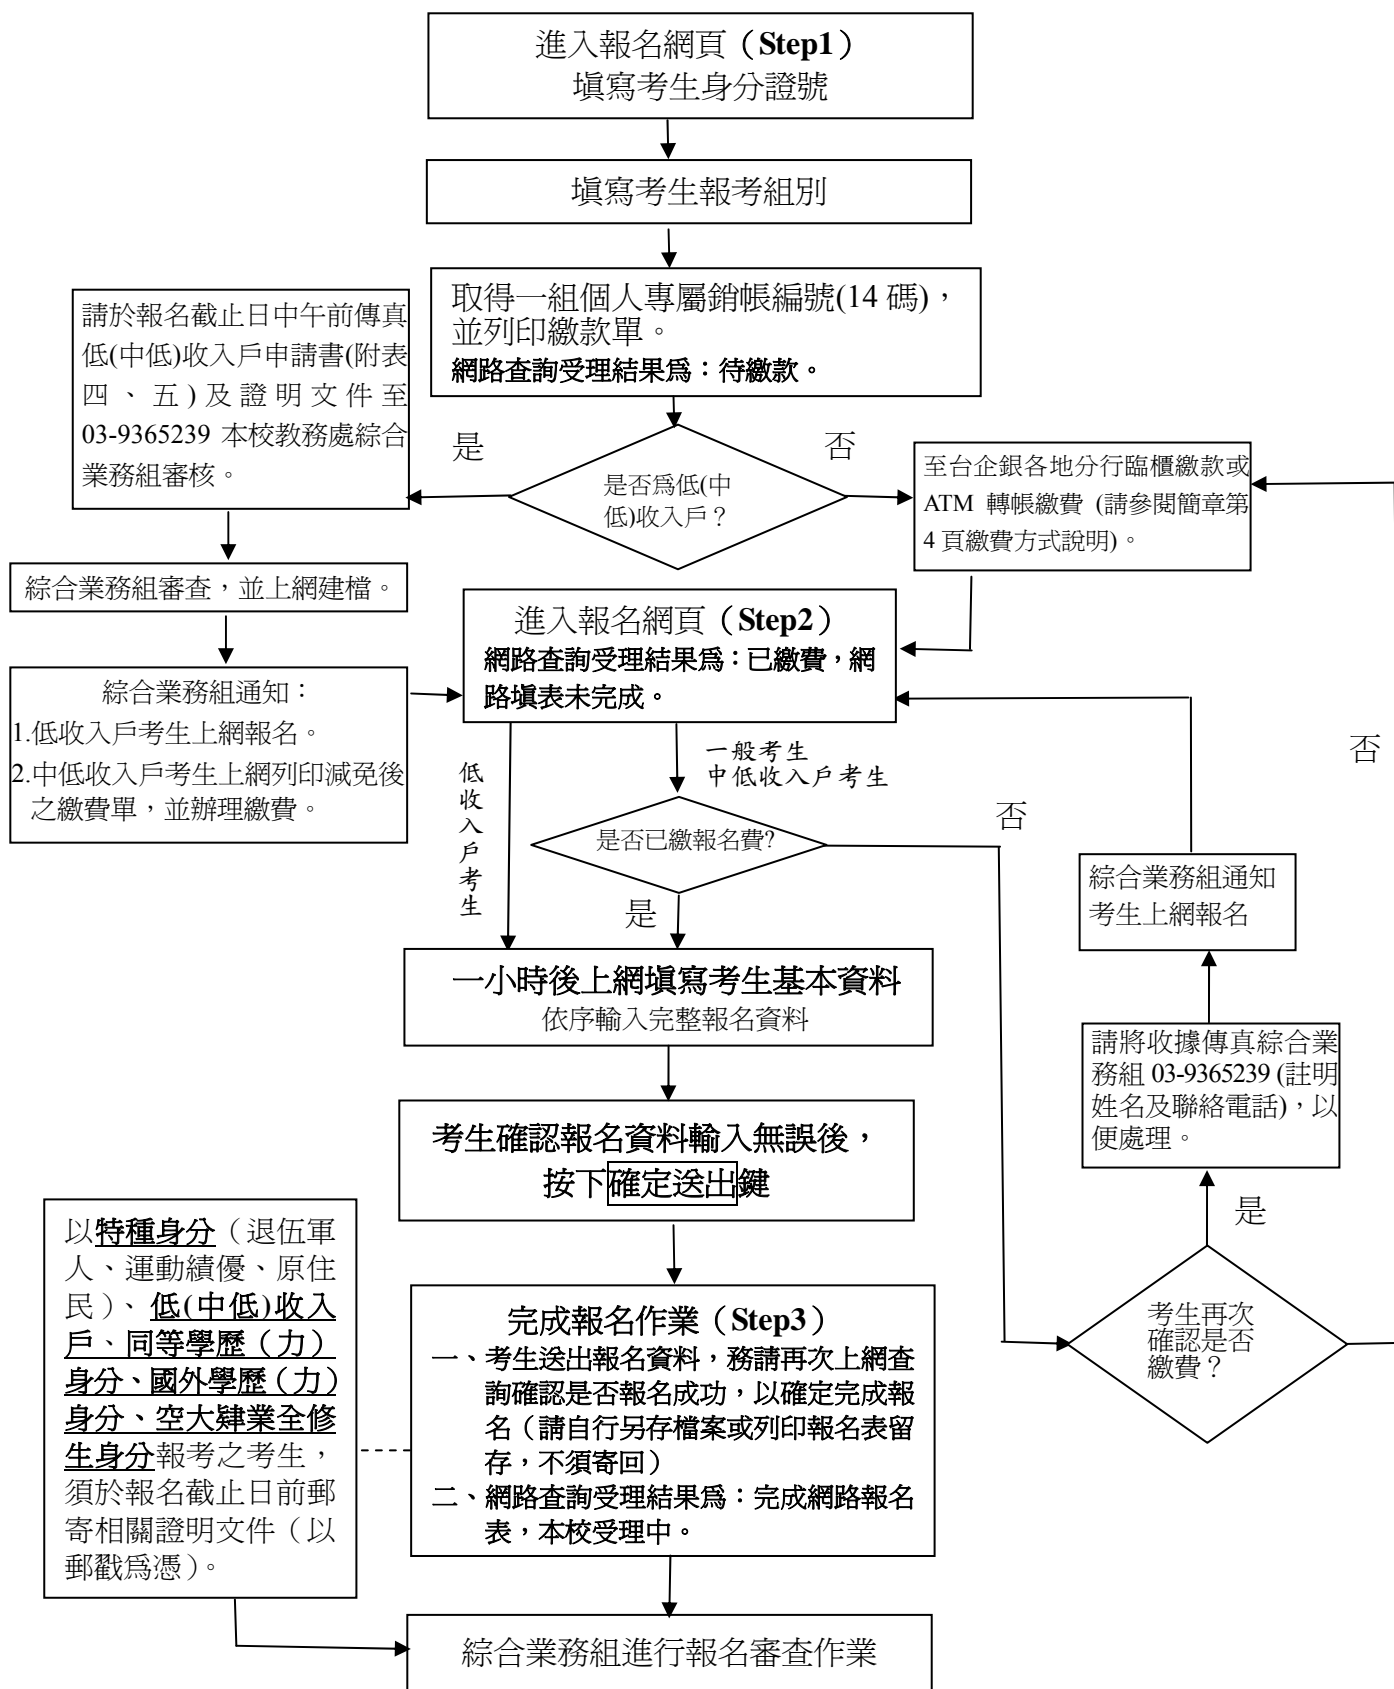 進入報名網頁（Step1）
填寫考生身分證號
填寫考生報考組別
取得一組個人專屬銷帳編號(14 碼)，
並列印繳款單。
網路查詢受理結果為：待繳款。
請於報名截止日中午前傳真
低(中低)收入戶申請書(附表
四、五)及證明文件至
03-9365239 本校教務處綜合
業務組審核。
是
否
是否為低(中
低)收入戶？
至台企銀各地分行臨櫃繳款或
ATM 轉帳繳費 (請參閱簡章第
4 頁繳費方式說明)。
綜合業務組審查，並上網建檔。
進入報名網頁（Step2）
網路查詢受理結果為：已繳費，網
路填表未完成。
綜合業務組通知：
1.低收入戶考生上網報名。
2.中低收入戶考生上網列印減免後
之繳費單，並辦理繳費。
低收入戶考生
一般考生
中低收入戶考生
否
是否已繳報名費?
否
是
綜合業務組通知
考生上網報名
一小時後上網填寫考生基本資料
依序輸入完整報名資料
請將收據傳真綜合業
務組 03-9365239 (註明
姓名及聯絡電話)，以
便處理。
考生確認報名資料輸入無誤後，
按下確定送出鍵
是
考生再次
確認是否
繳費？
以特種身分（退伍軍
人、運動績優、原住
民）、低(中低)收入
戶、同等學歷（力）
身分、國外學歷（力）
身分、空大肄業全修
生身分報考之考生，
須於報名截止日前郵
寄相關證明文件（以
郵戳為憑）。
完成報名作業（Step3）
一、考生送出報名資料，務請再次上網查
詢確認是否報名成功，以確定完成報
名（請自行另存檔案或列印報名表留
存，不須寄回）
二、網路查詢受理結果為：完成網路報名
表，本校受理中。
綜合業務組進行報名審查作業